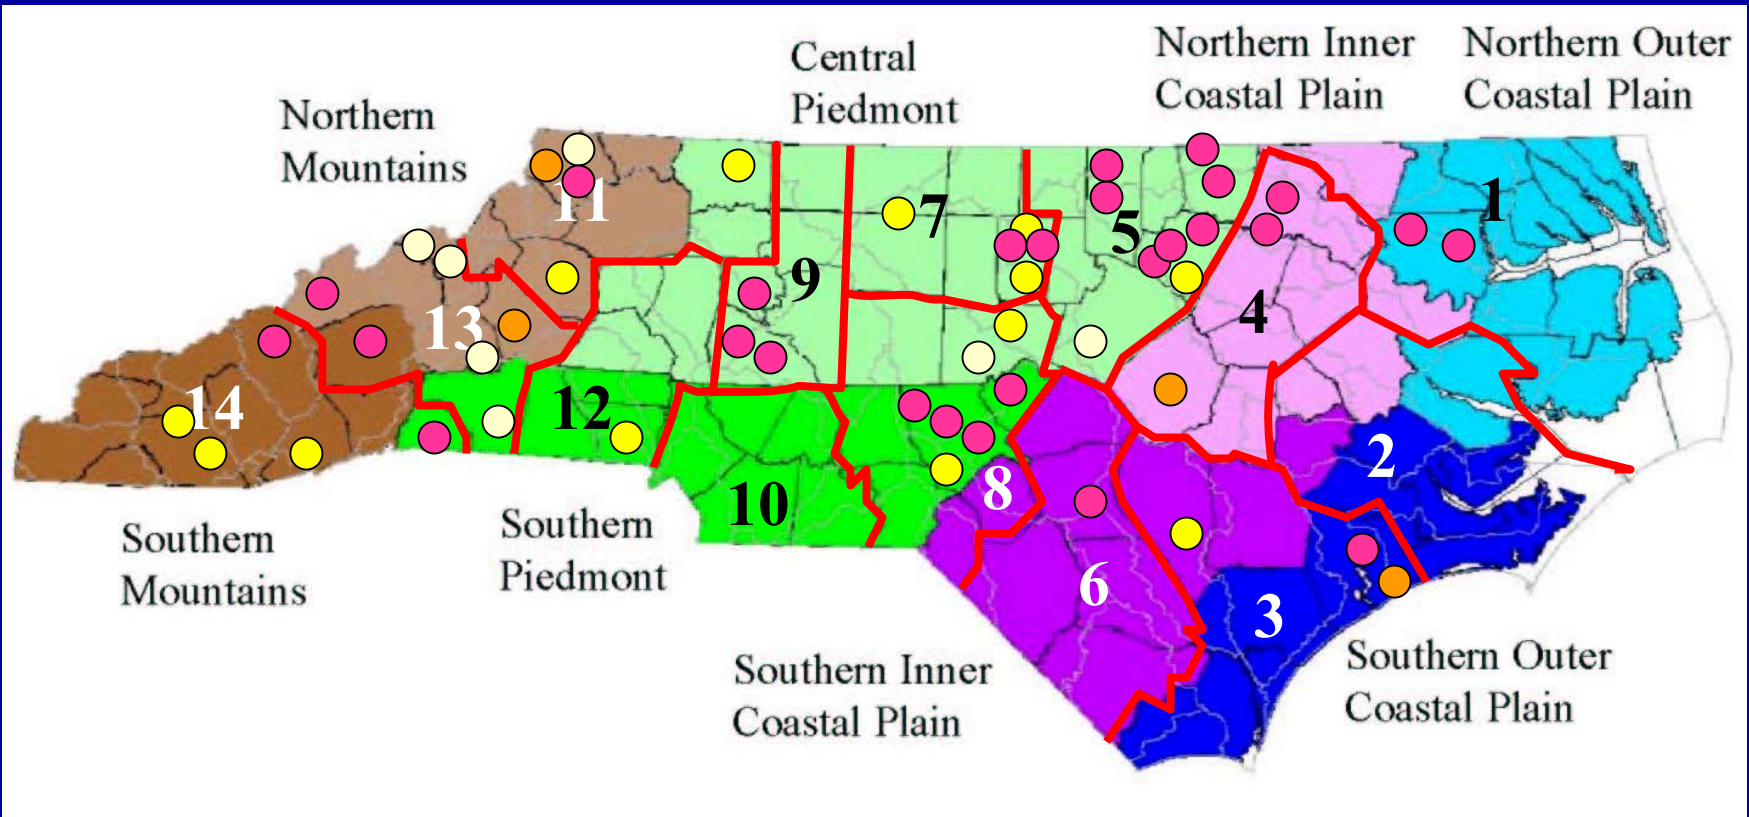 Central
Piedmont
Northern Inner
Coastal Plain
Northern Outer
Coastal Plain
Northern
Mountains
11
7
5
1
9
4
13
14
12
10
8
2
6
3
Southern
Mountains
Southern
Piedmont
Southern Inner
Coastal Plain
Southern Outer
Coastal Plain